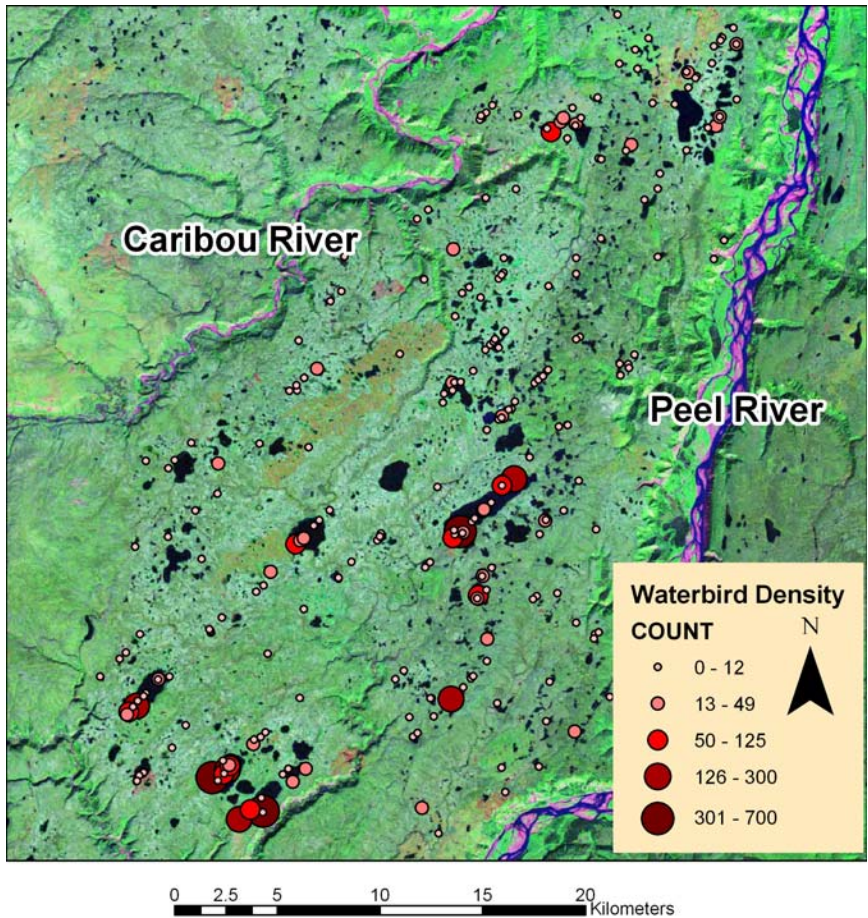 Caribou River
Peel River
Waterbird Density
COUNT
N
0 - 12
13 - 49
50 - 125
126 - 300
301 - 700
0 2.5 5 10 15 20
Kilometers